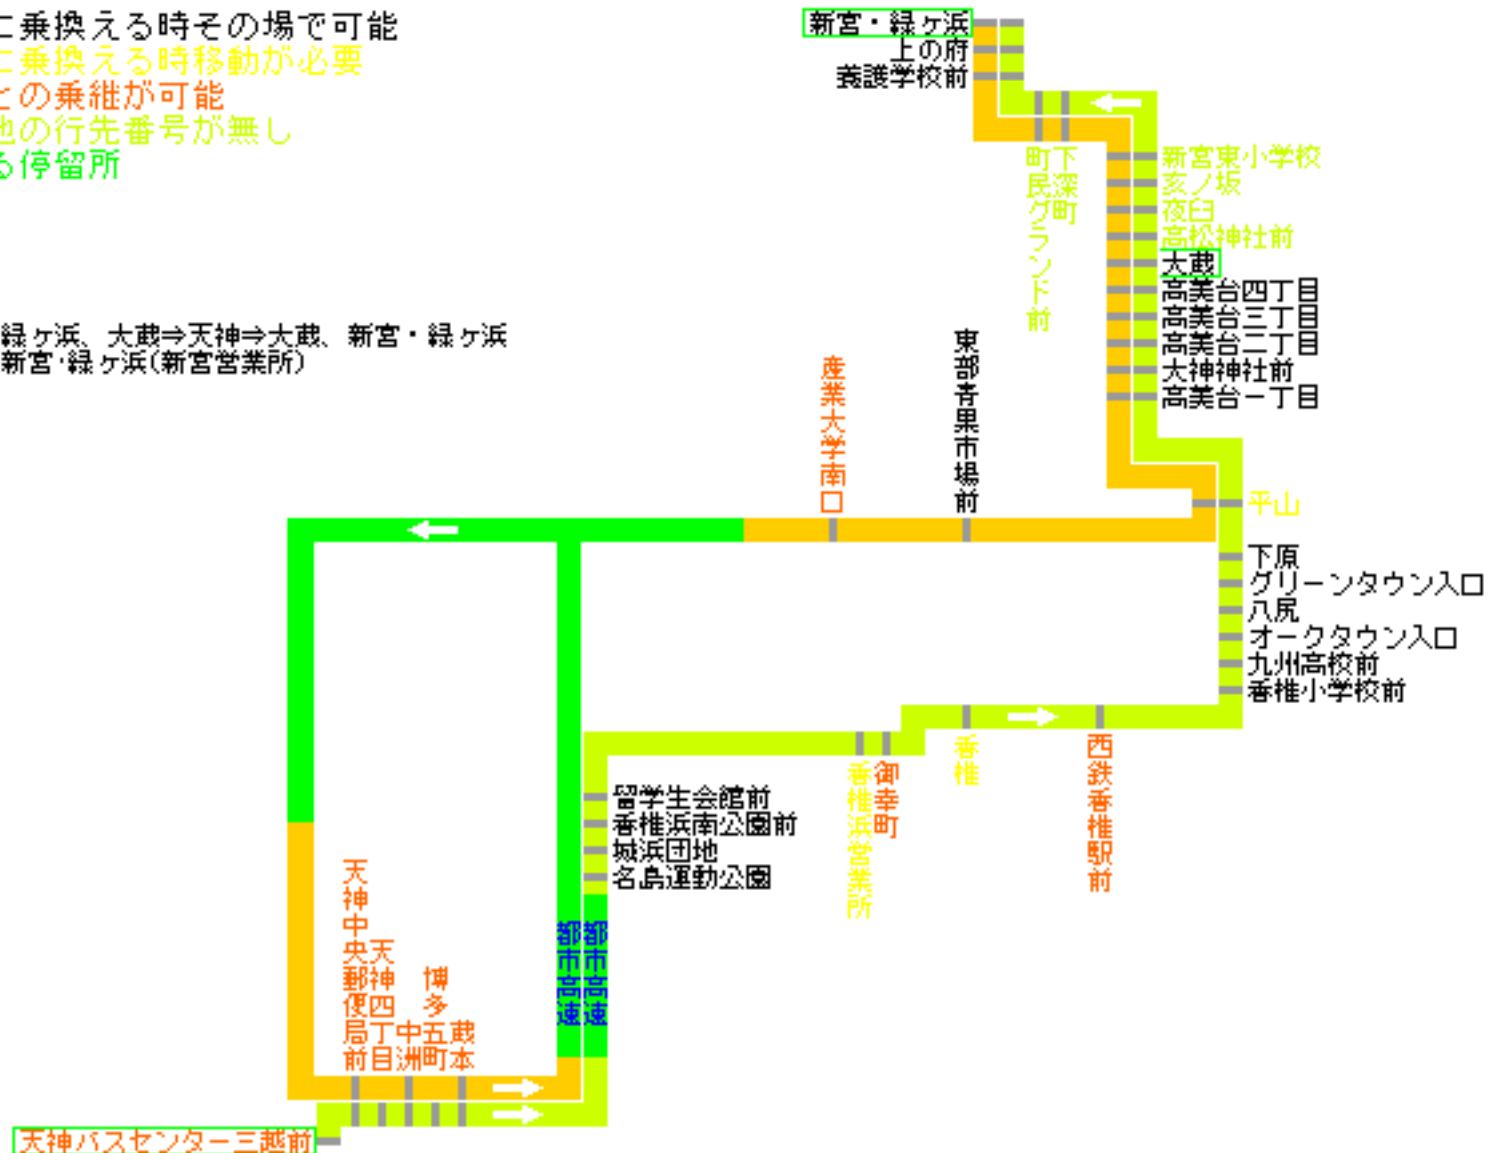 に乗換える時その場で可能
に乗換える時移動が必要
との乗継が可能
他の行先番号が無し
る停留所
緑ヶ浜、大蔵⇒天神⇒大蔵、新宮・緑ヶ浜
新宮・緑ヶ浜(新宮営業所)
新宮・緑ヶ浜
上の府
養護学校前
下深町
町民グランド前
新宮東小学校
亥ノ坂
夜臼
高松神社前
大蔵
高美台四丁目
高美台三丁目
高美台二丁目
大神神社前
高美台一丁目
東部青果市場前
産業大学南口
平山
下原
グリーンタウン入口
八尻
オークタウン入口
九州高校前
香椎小学校前
西鉄香椎駅前
香椎
御幸町
香椎浜営業所
留学生会館前
香椎浜南公園前
城浜団地
名島運動公園
都市高速
都市高速
天神中央郵便局前
天神四丁目
中洲
博多五町
蔵本
天神バスセンター三越前